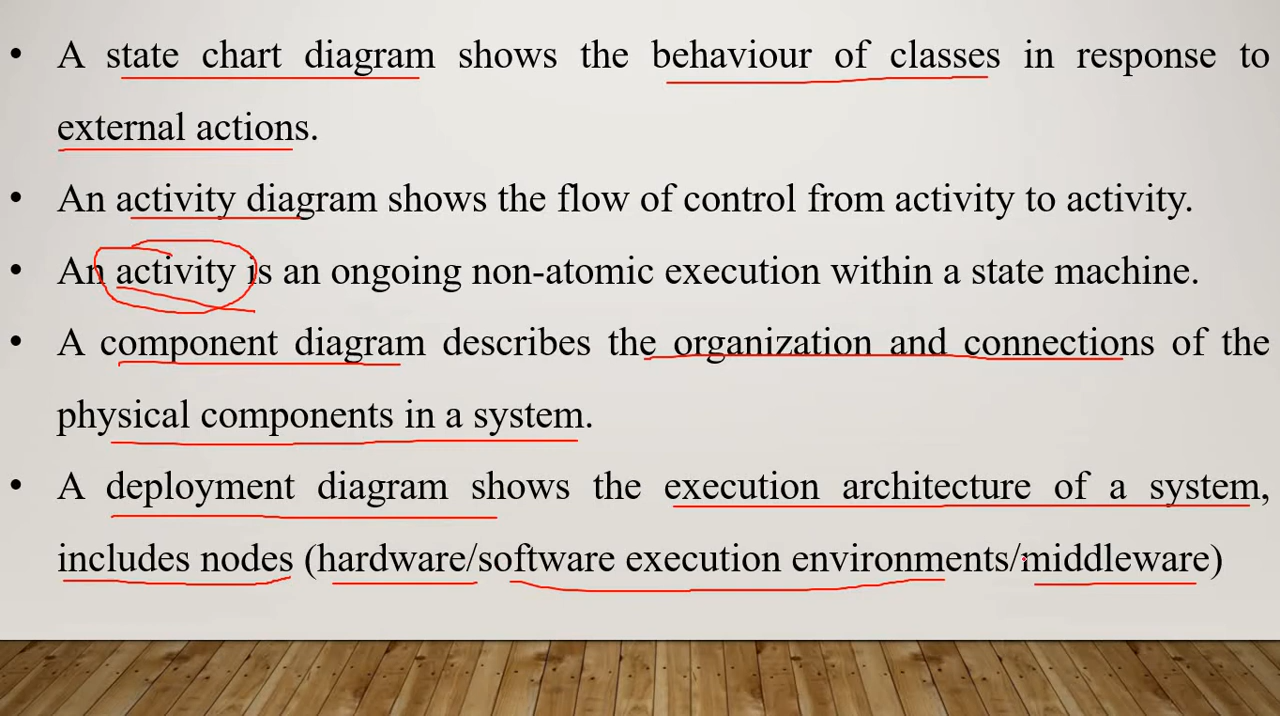 • A state chart diagram shows the behaviour of classes in response to
external actions.
• An activity diagram shows the flow of control from activity to activity.
• An activity is an ongoing non-atomic execution within a state machine.
• A component diagram describes the organization and connections of the
physical components in a system.
• A deployment diagram shows the execution architecture of a system,
includes nodes (hardware/software execution environments/middleware)